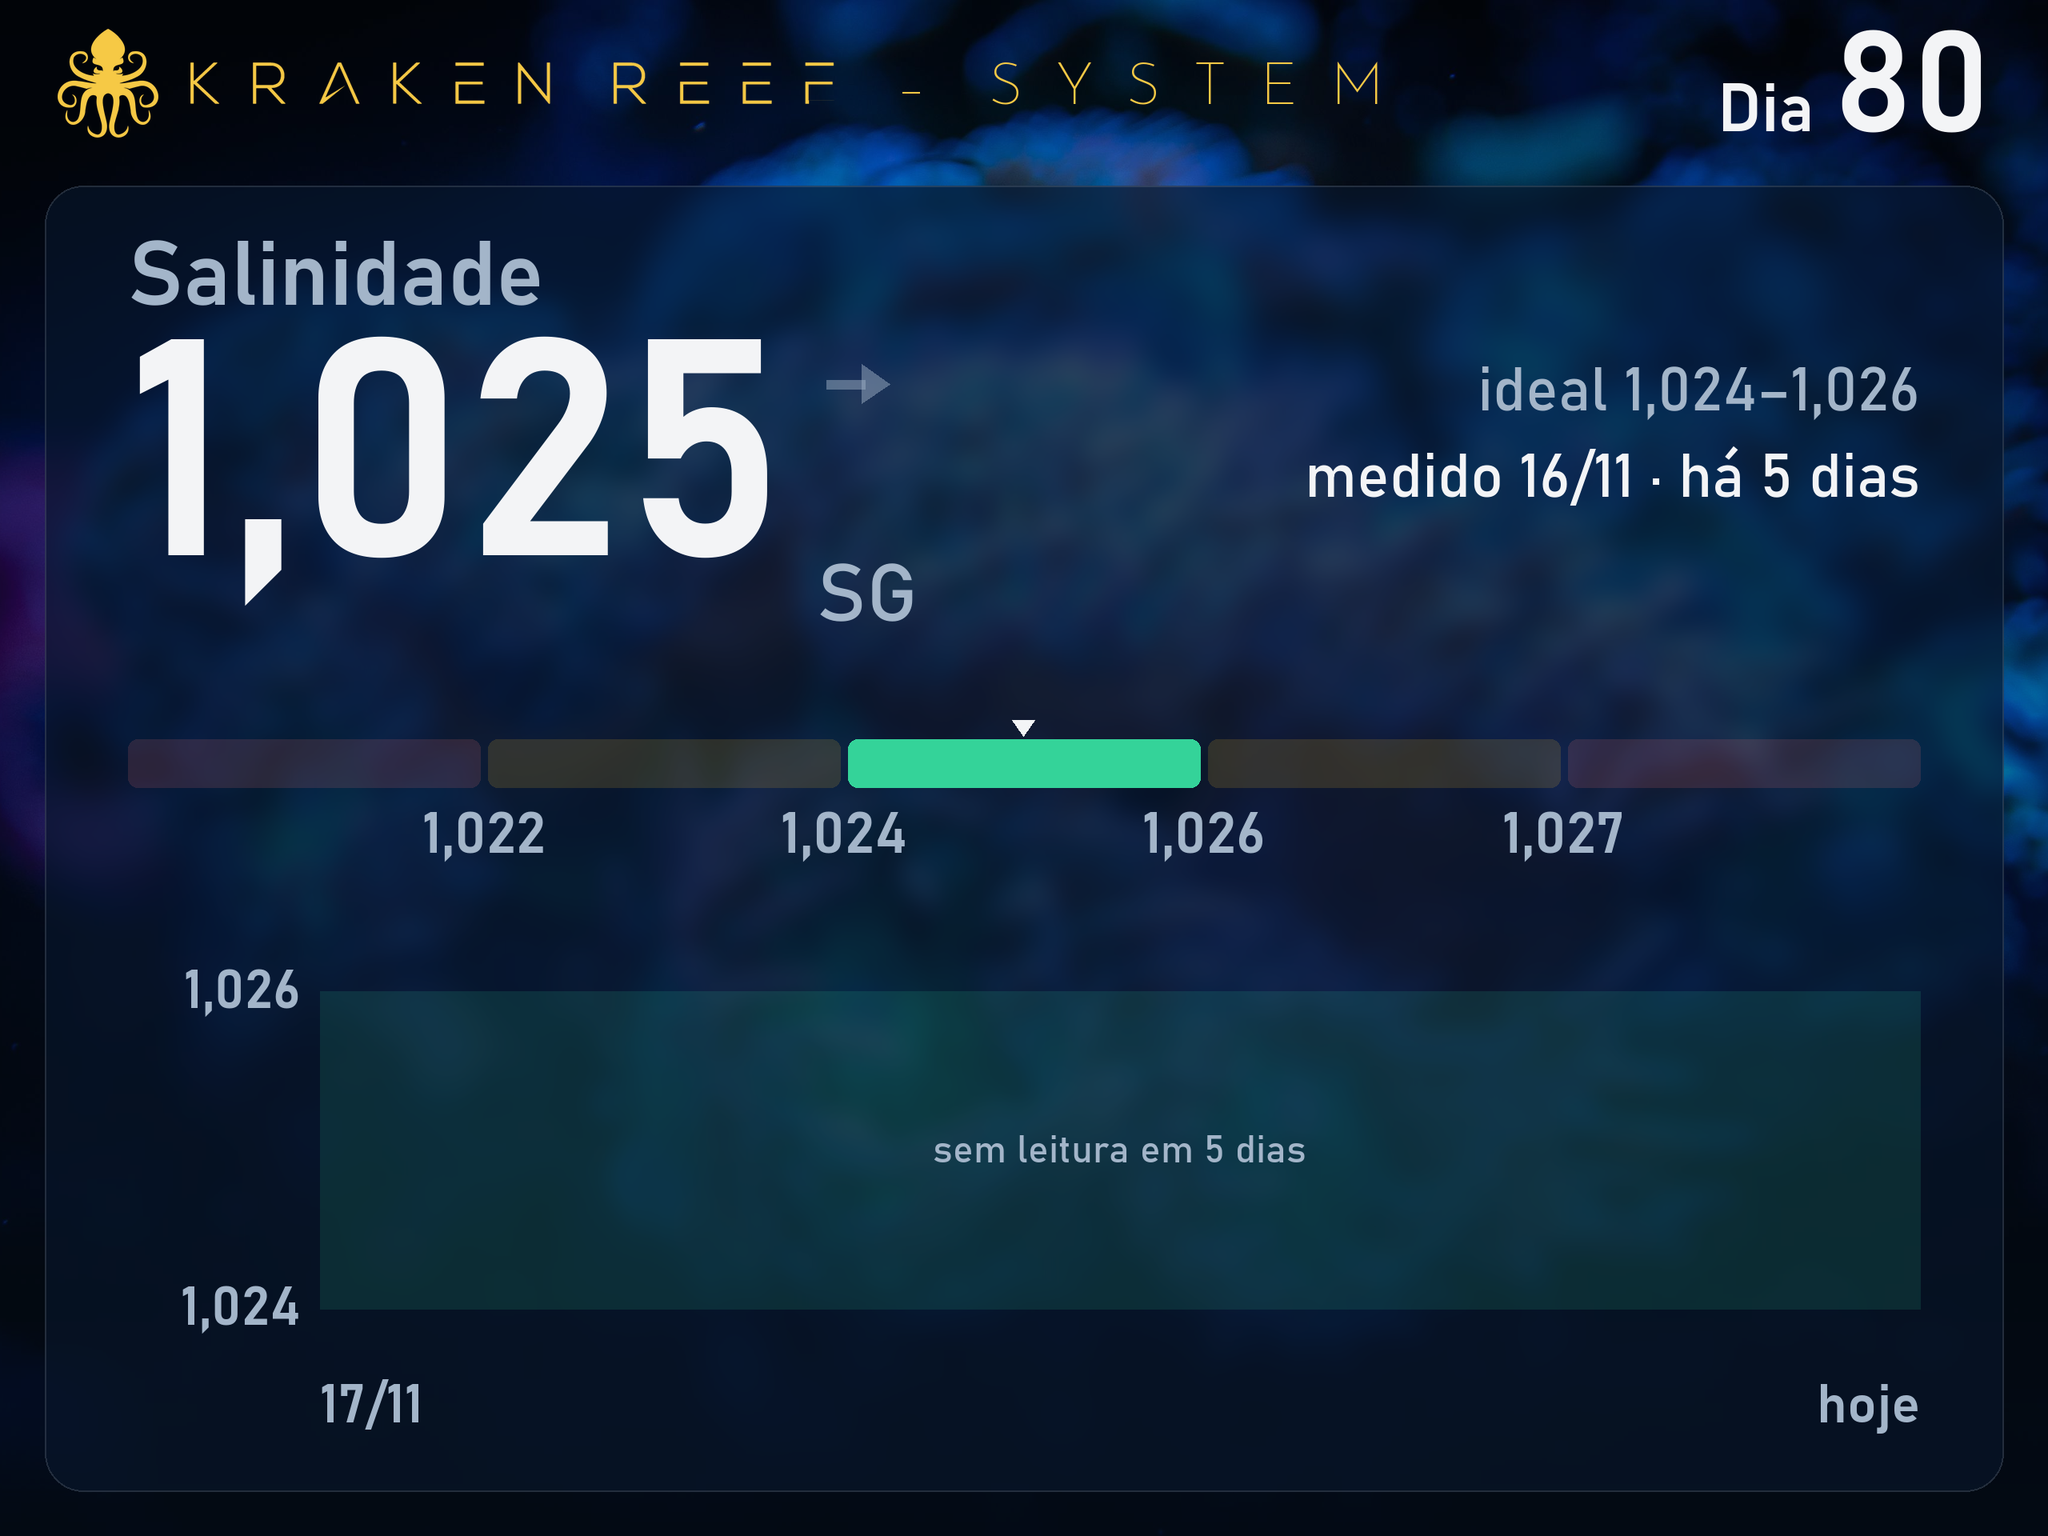 KRAKEN REEF - SYSTEM
Dia 80
Salinidade
1,025
SG
ideal 1,024–1,026
medido 16/11 · há 5 dias
1,022 1,024 1,026 1,027
1,026
sem leitura em 5 dias
1,024
17/11 hoje